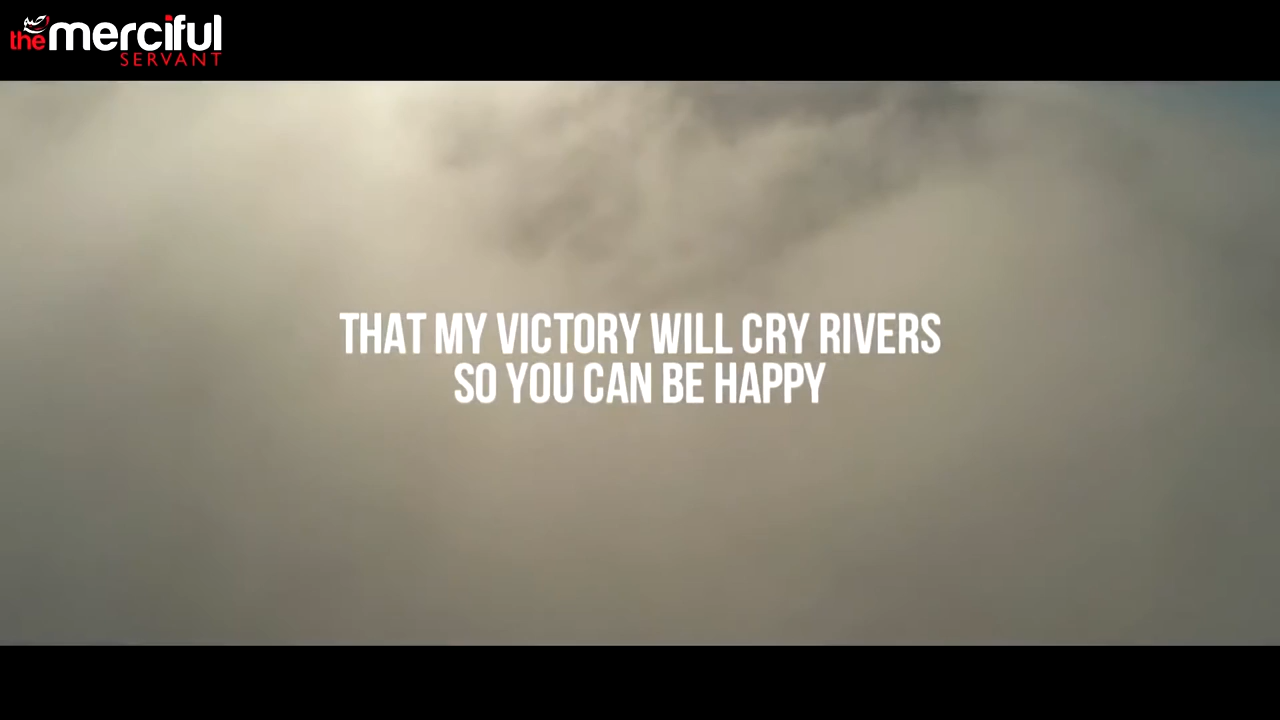 the merciful
SERVANT
THAT MY VICTORY WILL CRY RIVERS
SO YOU CAN BE HAPPY